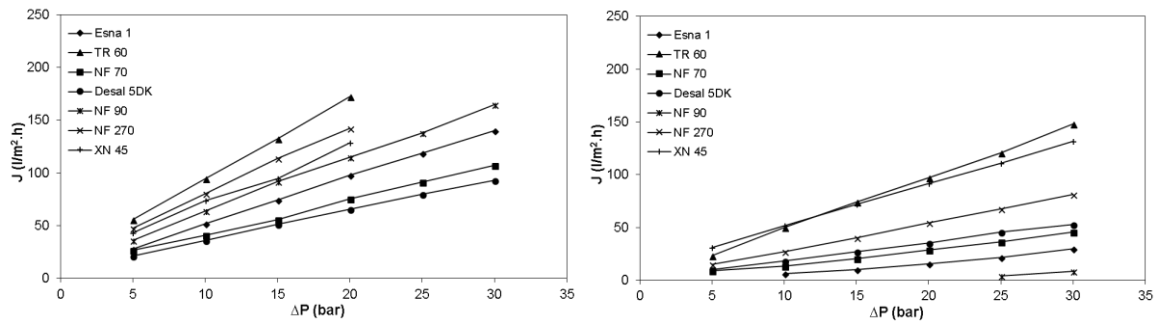 250
200
150
100
50
0
J (l/m².h)
Esna 1
TR 60
NF 70
Desal 5DK
NF 90
NF 270
XN 45
0 5 10 15 20 25 30 35
ΔP (bar)
250
200
150
100
50
0
J (l/m².h)
Esna 1
TR 60
NF 70
Desal 5DK
NF 90
NF 270
XN 45
0 5 10 15 20 25 30 35
ΔP (bar)